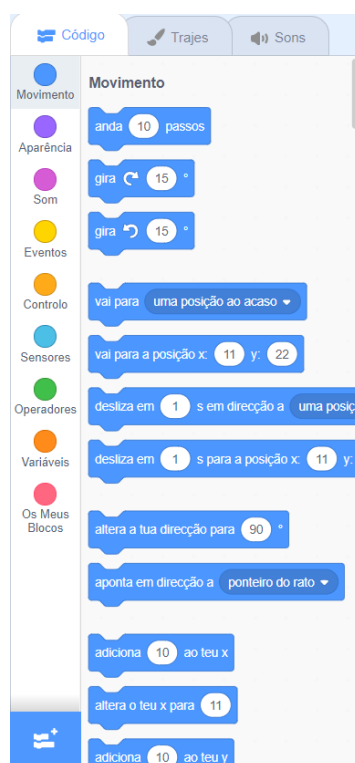 Código
Trajes
Sons
Movimento
Aparência
Som
Eventos
Controlo
Sensores
Operadores
Variáveis
Os Meus
Blocos
Movimento
anda 10 passos
gira 15 °
gira 15 °
vai para uma posição ao acaso
vai para a posição x: 11 y: 22
desliza em 1 s em direcção a uma
desliza em 1 s para a posição x: 11 y:
altera a tua direcção para 90 °
aponta em direcção a ponteiro do rato
adiciona 10 ao teu x
altera o teu x para 11
adiciona 10 ao teu y